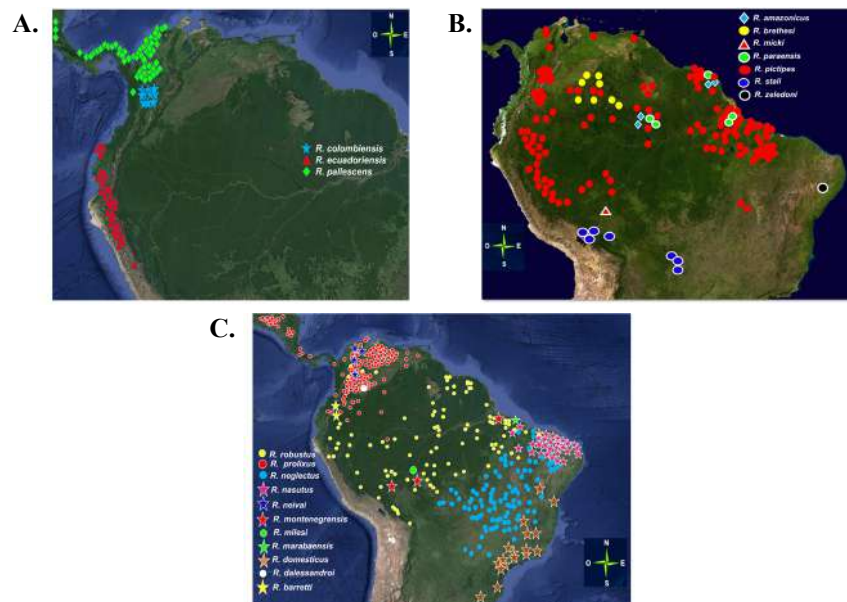 A.
N
O E
S
R. colombiensis
R. ecuadoriensis
R. pallescens
B.
R. amazonicus
R. brethesi
R. micki
R. paraensis
R. pictipes
R. stali
R. zeledoni
N
O E
S
C.
R. robustus
R. prolixus
R. neglectus
R. nasutus
R. neivai
R. montenegrensis
R. milesi
R. marabaensis
R. domesticus
R. dalessandroi
R. barretti
N
O E
S